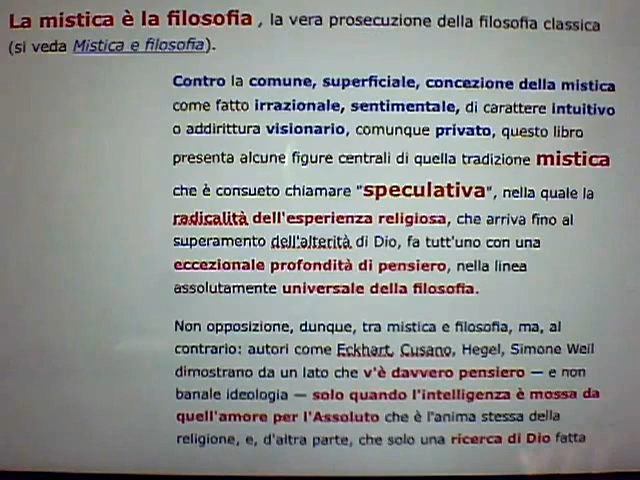 La mistica è la filosofia , la vera prosecuzione della filosofia classica
(si veda Mistica e filosofia).
Contro la comune, superficiale, concezione della mistica
come fatto irrazionale, sentimentale, di carattere intuitivo
o addirittura visionario, comunque privato, questo libro
presenta alcune figure centrali di quella tradizione mistica
che è consueto chiamare "speculativa", nella quale la
radicalità dell'esperienza religiosa, che arriva fino al
superamento dell'alterità di Dio, fa tutt'uno con una
eccezionale profondità di pensiero, nella linea
assolutamente universale della filosofia.
Non opposizione, dunque, tra mistica e filosofia, ma, al
contrario: autori come Eckhart, Cusano, Hegel, Simone Weil
dimostrano da un lato che v'è davvero pensiero — e non
banale ideologia — solo quando l'intelligenza è mossa da
quell'amore per l'Assoluto che è l'anima stessa della
religione, e, d'altra parte, che solo una ricerca di Dio fatta